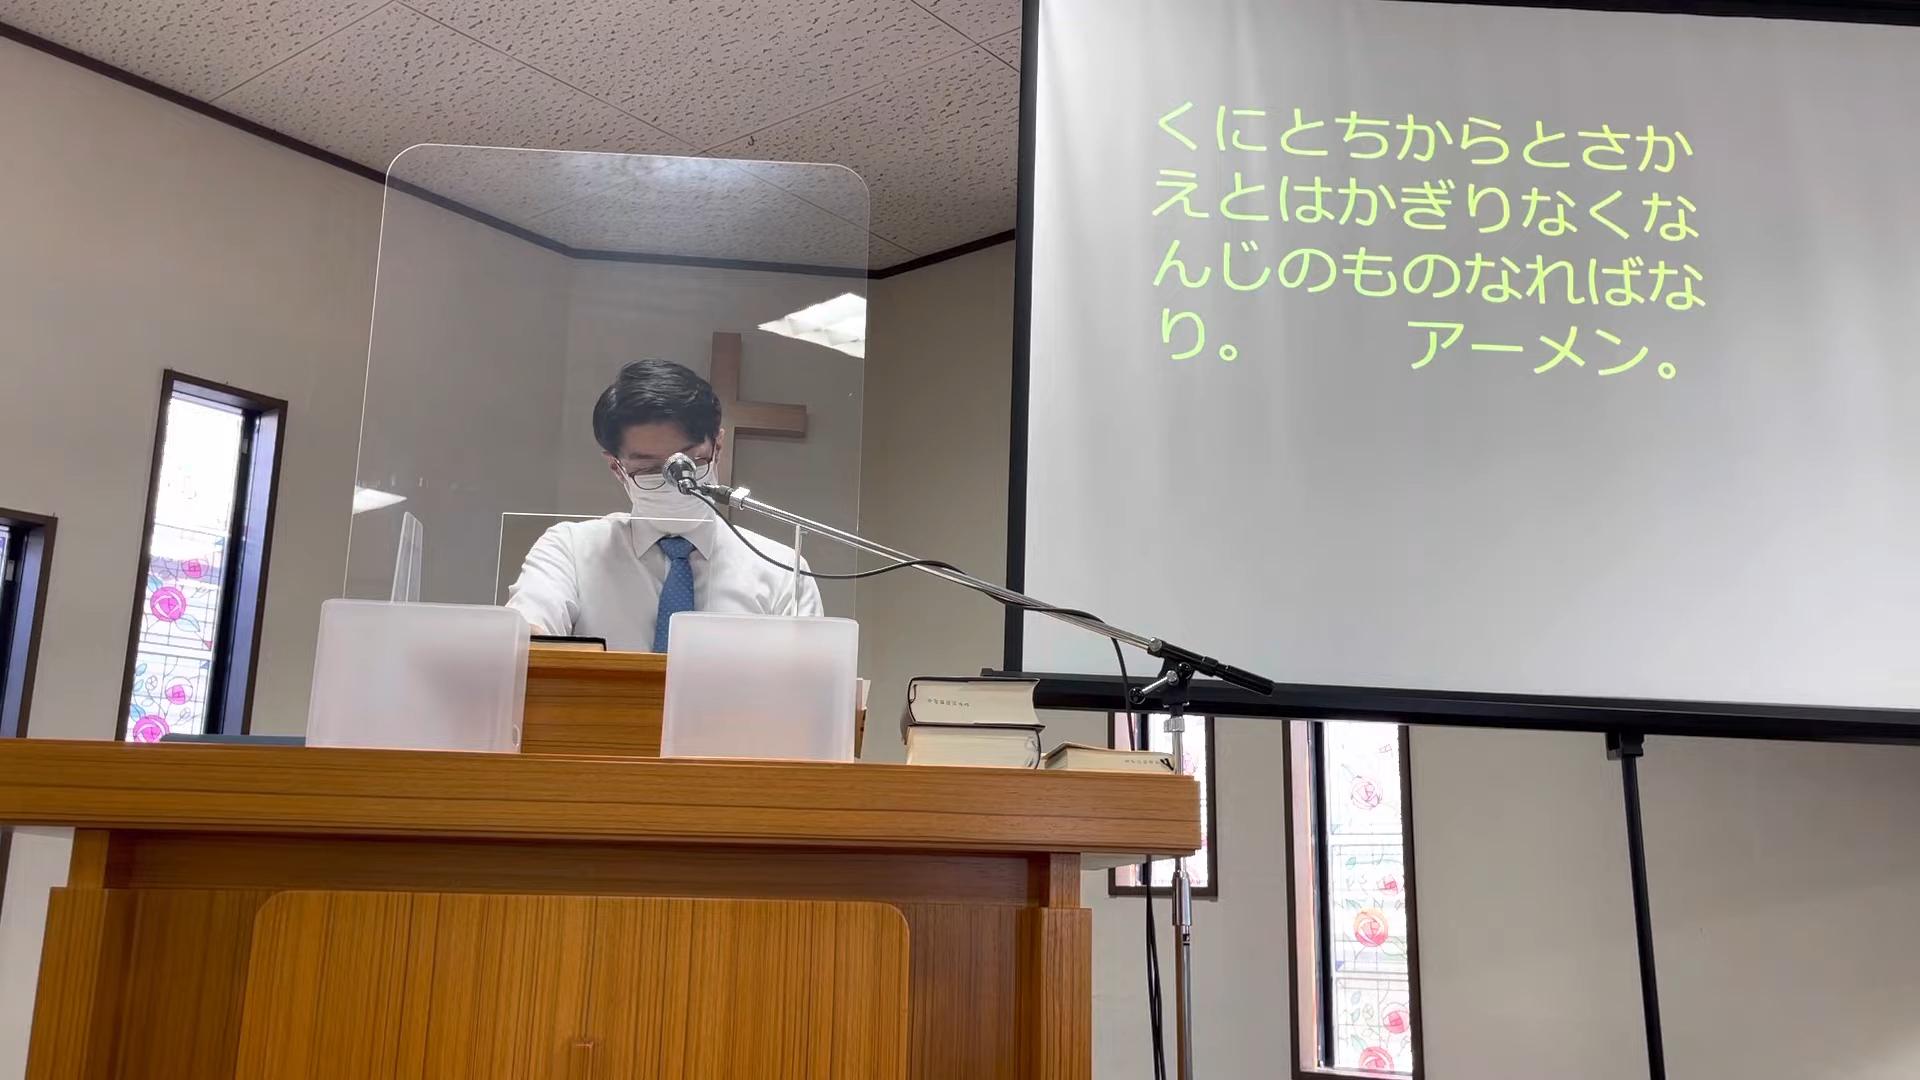 くにとちからとさか
えとはかぎりなくな
んじのものなればな
り。　　アーメン。